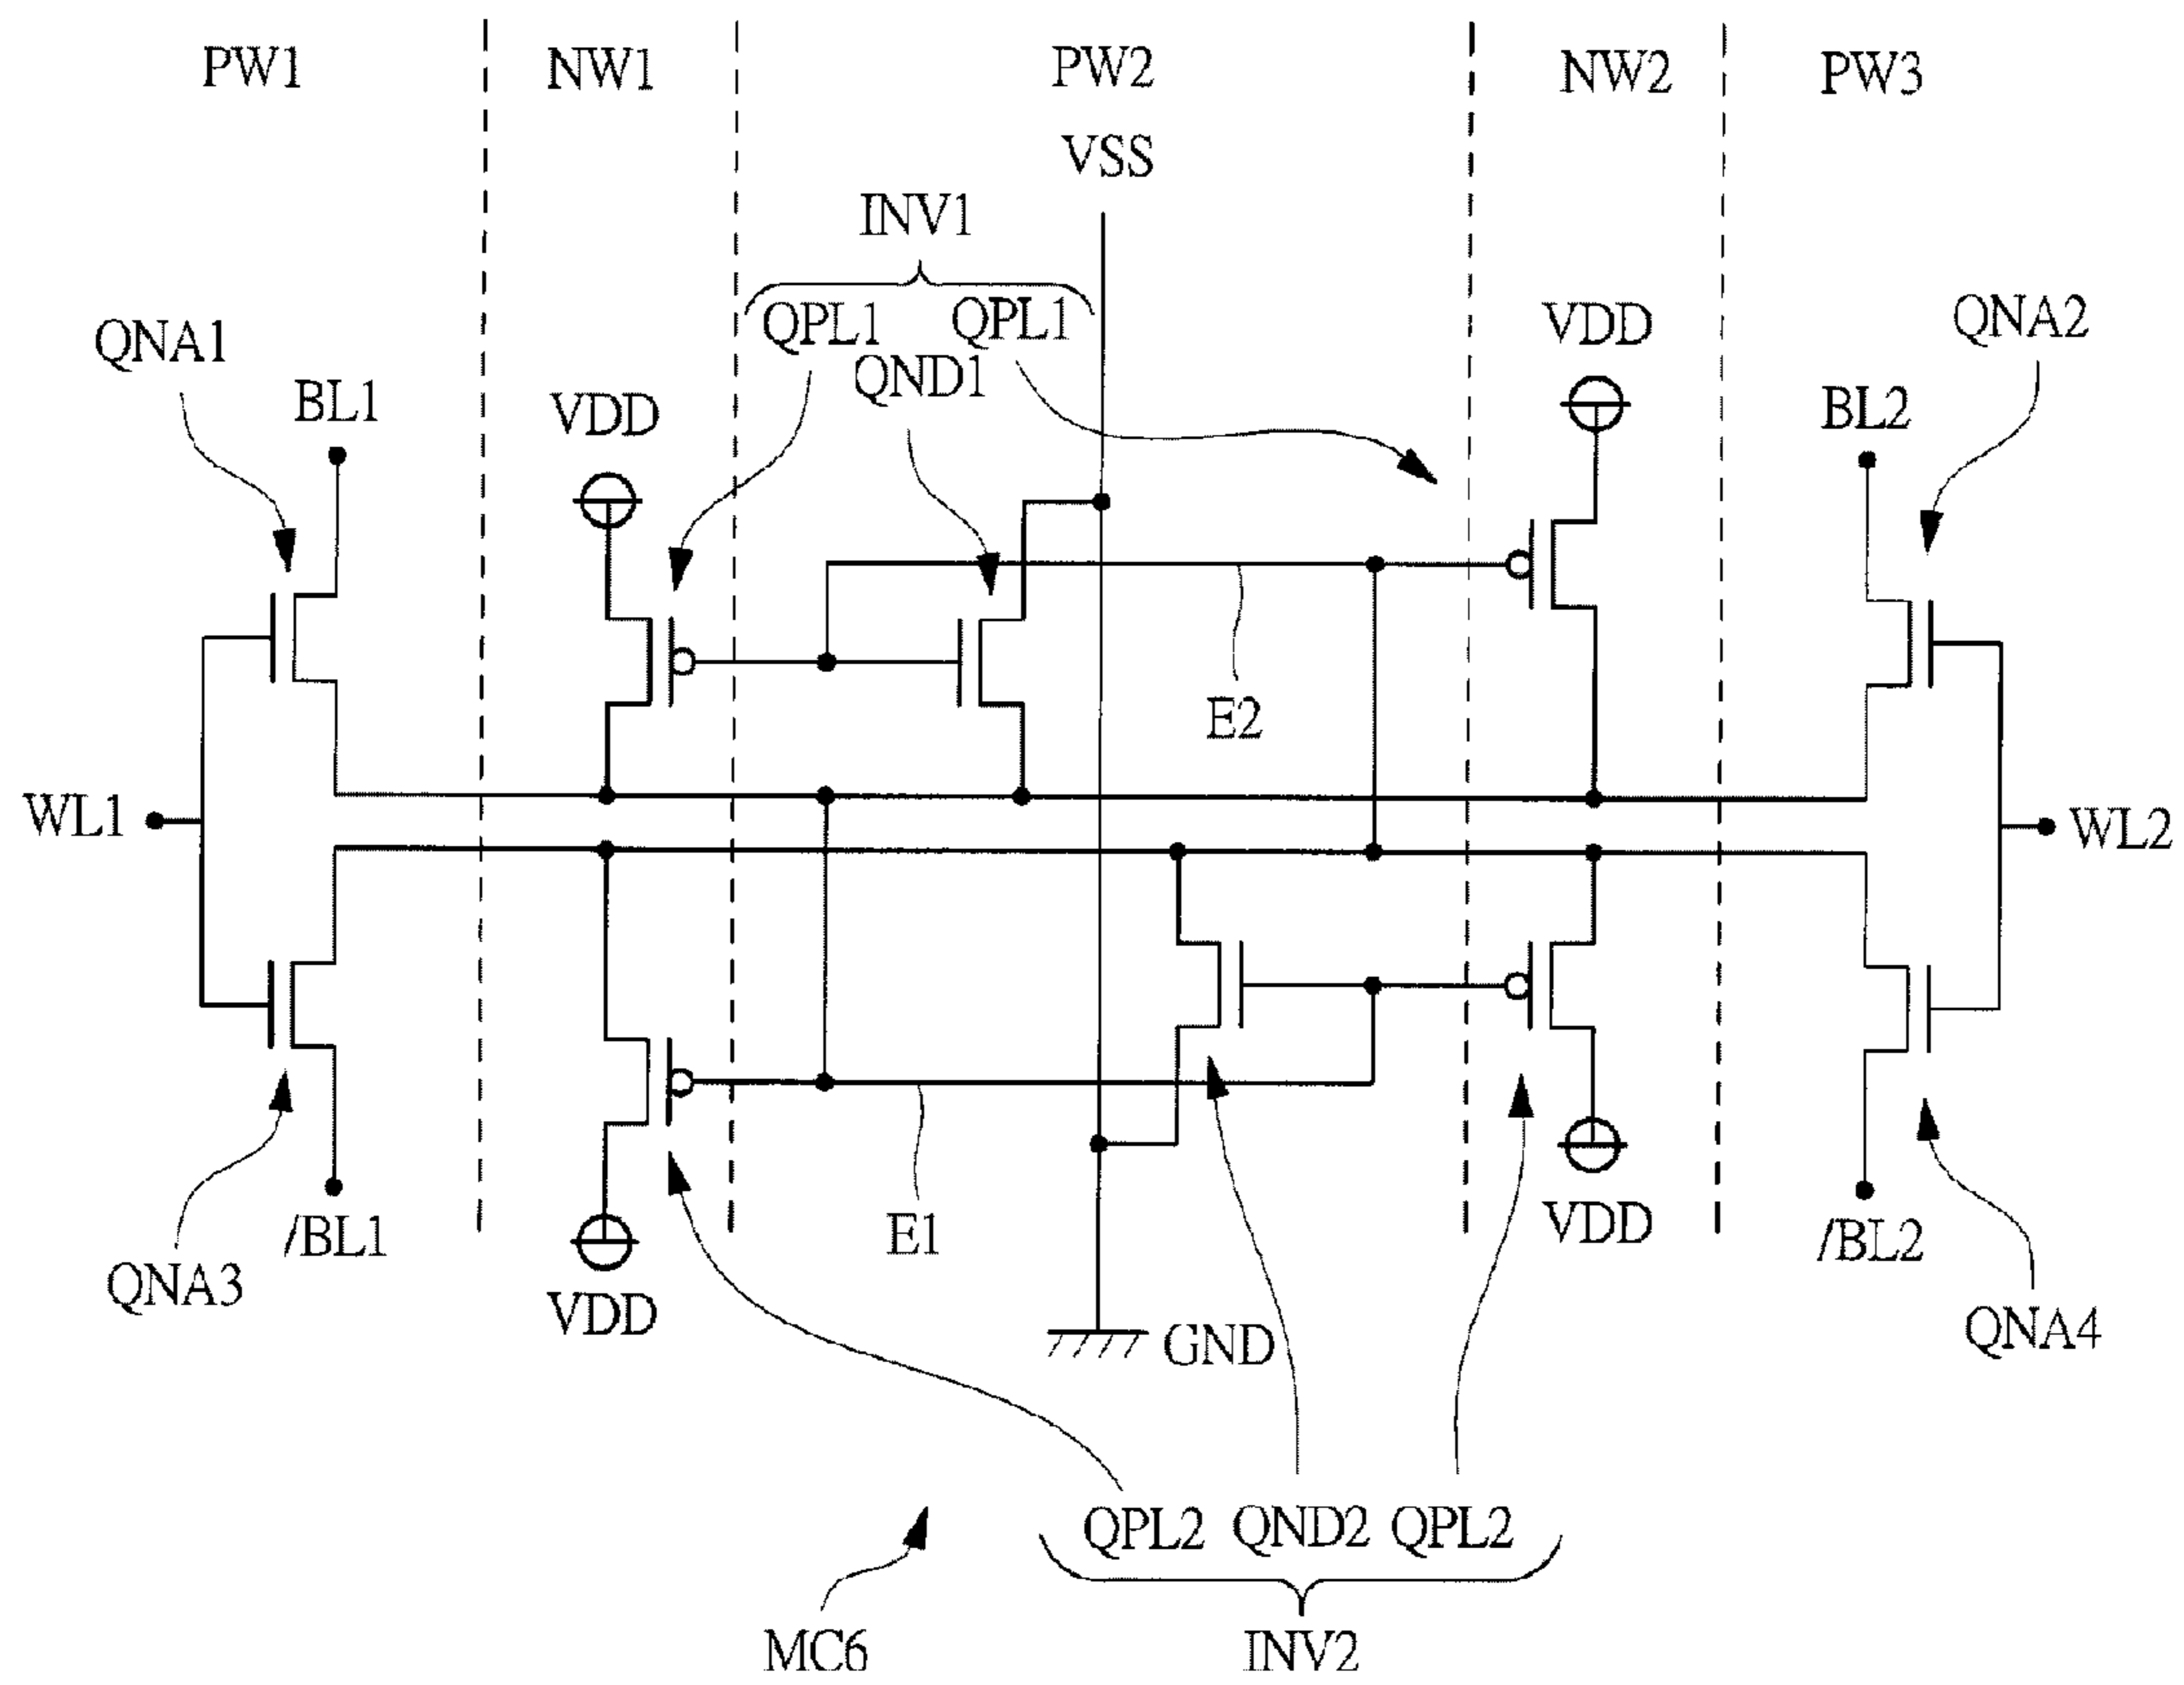 PW1 NW1 PW2 NW2 PW3
VSS
INV1
QPL1 QPL1
QND1
QNA1
BL1
VDD
VDD
QNA2
BL2
E2
WL1
WL2
E1
QNA3
/BL1
VDD
GND
VDD
/BL2
QNA4
QPL2 QND2 QPL2
INV2
MC6